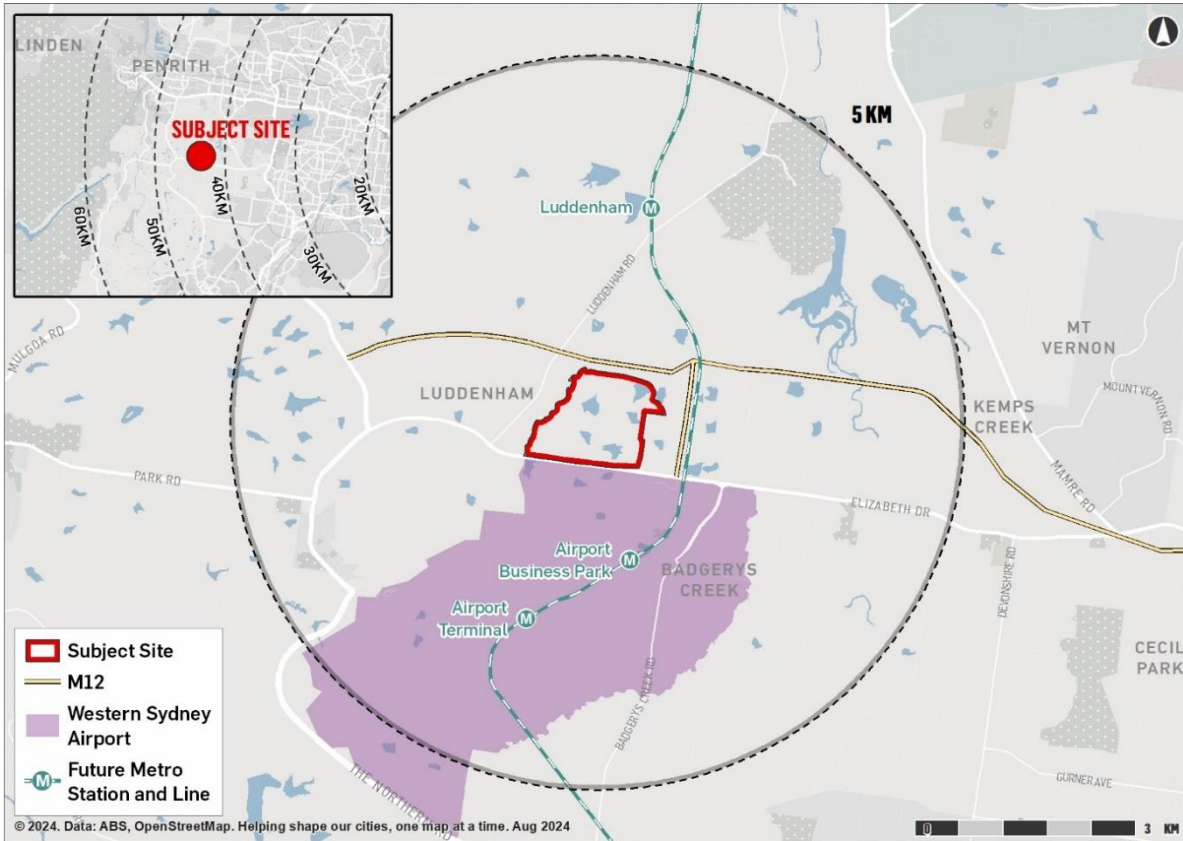 LINDEN
PENRITH
SUBJECT SITE
60KM
50KM
40KM
30KM
20KM
5 KM
Luddenham M
LUDDENHAM RD
MULGOA RD
LUDDENHAM
MT
VERNON
MOUNT VERNON RD
KEMPS
CREEK
MAMRE RD
PARK RD
ELIZABETH DR
Airport
Business Park M
BADGERYS
CREEK
Airport
Terminal M
DEVONSHIRE RD
CECIL
PARK
BADGERYS CREEK RD
GURNER AVE
THE NORTHERN RD
Subject Site
M12
Western Sydney
Airport
M Future Metro
Station and Line
© 2024. Data: ABS, OpenStreetMap. Helping shape our cities, one map at a time. Aug 2024
0 3 KM